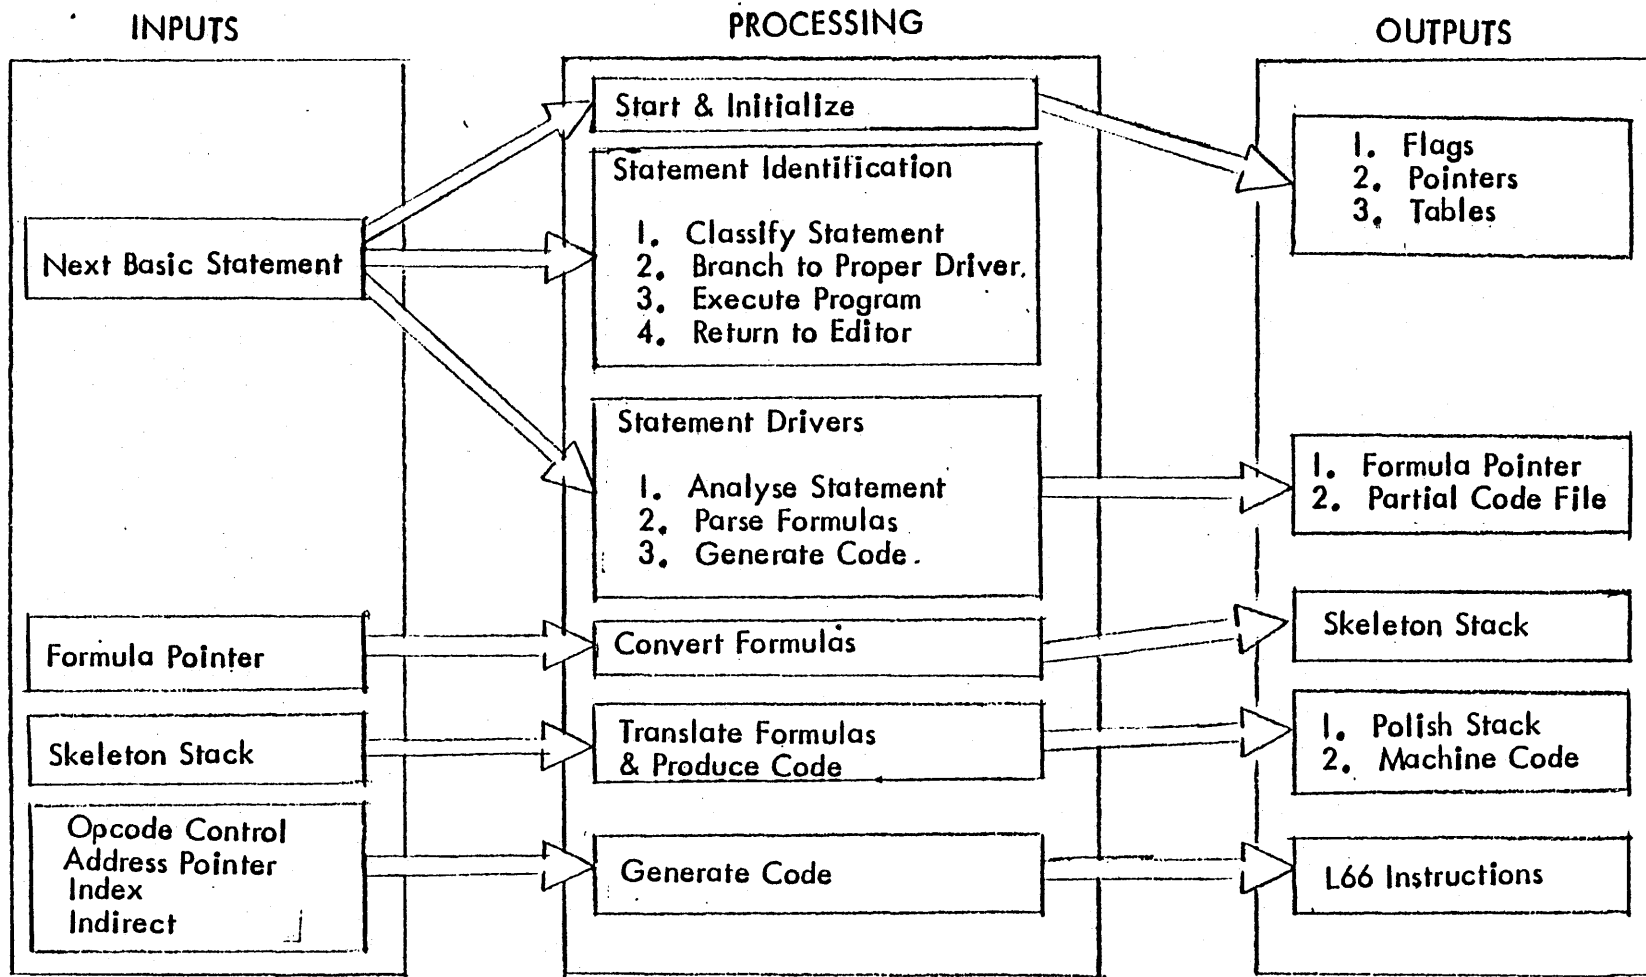 INPUTS
PROCESSING
OUTPUTS
Next Basic Statement
Formula Pointer
Skeleton Stack
Opcode Control
Address Pointer
Index
Indirect
Start & Initialize
Statement Identification
1. Classify Statement
2. Branch to Proper Driver.
3. Execute Program
4. Return to Editor
Statement Drivers
1. Analyse Statement
2. Parse Formulas
3. Generate Code.
Convert Formulas
Translate Formulas
& Produce Code
Generate Code
1. Flags
2. Pointers
3. Tables
1. Formula Pointer
2. Partial Code File
Skeleton Stack
1. Polish Stack
2. Machine Code
L66 Instructions